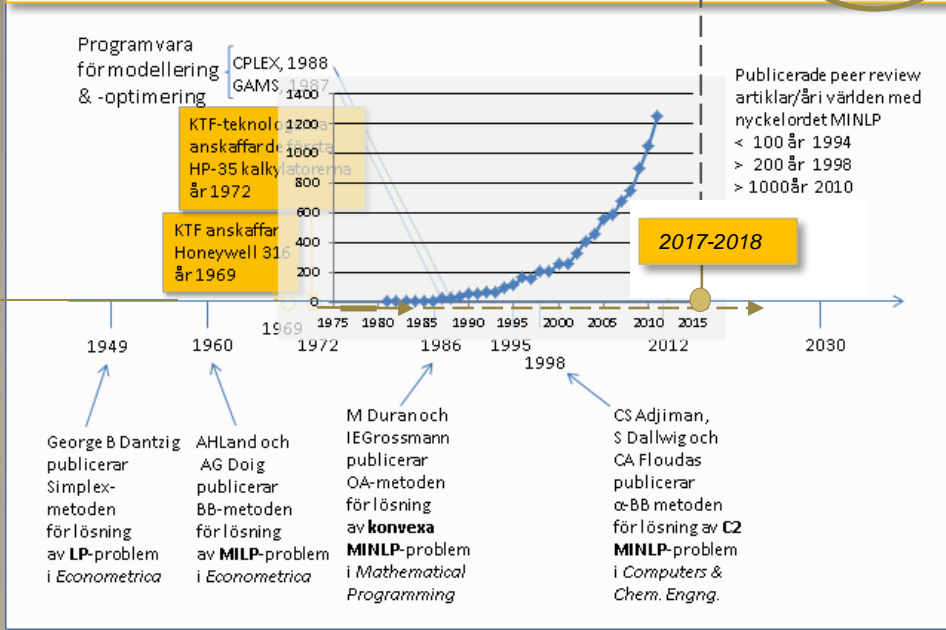 Programvara
för modellering
& -optimering
CPLEX, 1988
GAMS, 1987
KTF-teknologerna
anskaffarde första
HP-35 kalkylatorerna
år 1972
KTF anskaffar
Honeywell 316
år 1969
1400
1200
1000
800
600
400
200
0
1975 1980 1985 1990 1995 2000 2005 2010 2015
Publicerade peer review
artiklar/år i världen med
nyckelordet MINLP
< 100 år 1994
> 200 år 1998
> 1000 år 2010
2017-2018
1949 1960 1969 1972 1986 1995 1998 2012 2030
George B Dantzig
publicerar
Simplex-
metoden
för lösning
av LP-problem
i Econometrica
AH Land och
AG Doig
publicerar
BB-metoden
för lösning
av MILP-problem
i Econometrica
M Duran och
IE Grossmann
publicerar
OA-metoden
för lösning
av konvexa
MINLP-problem
i Mathematical
Programming
CS Adjiman,
S Dallwig och
CA Floudas
publicerar
α-BB metoden
för lösning av C2
MINLP-problem
i Computers &
Chem. Engng.